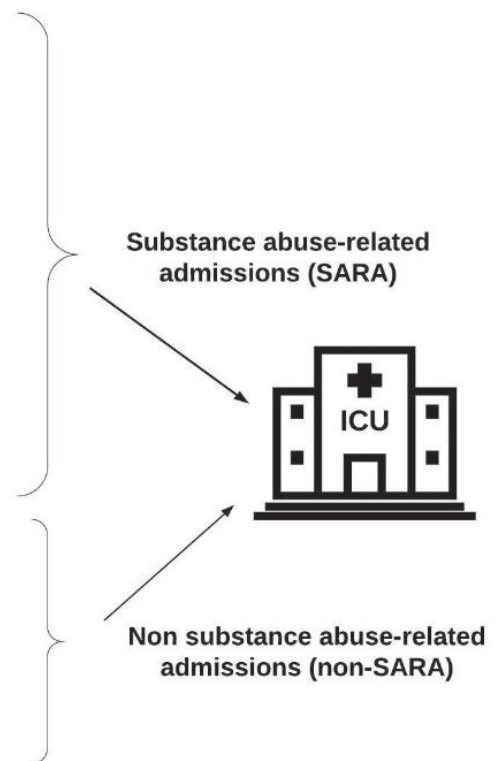 Substance abuse-related
admissions (SARA)
ICU
Non substance abuse-related
admissions (non-SARA)